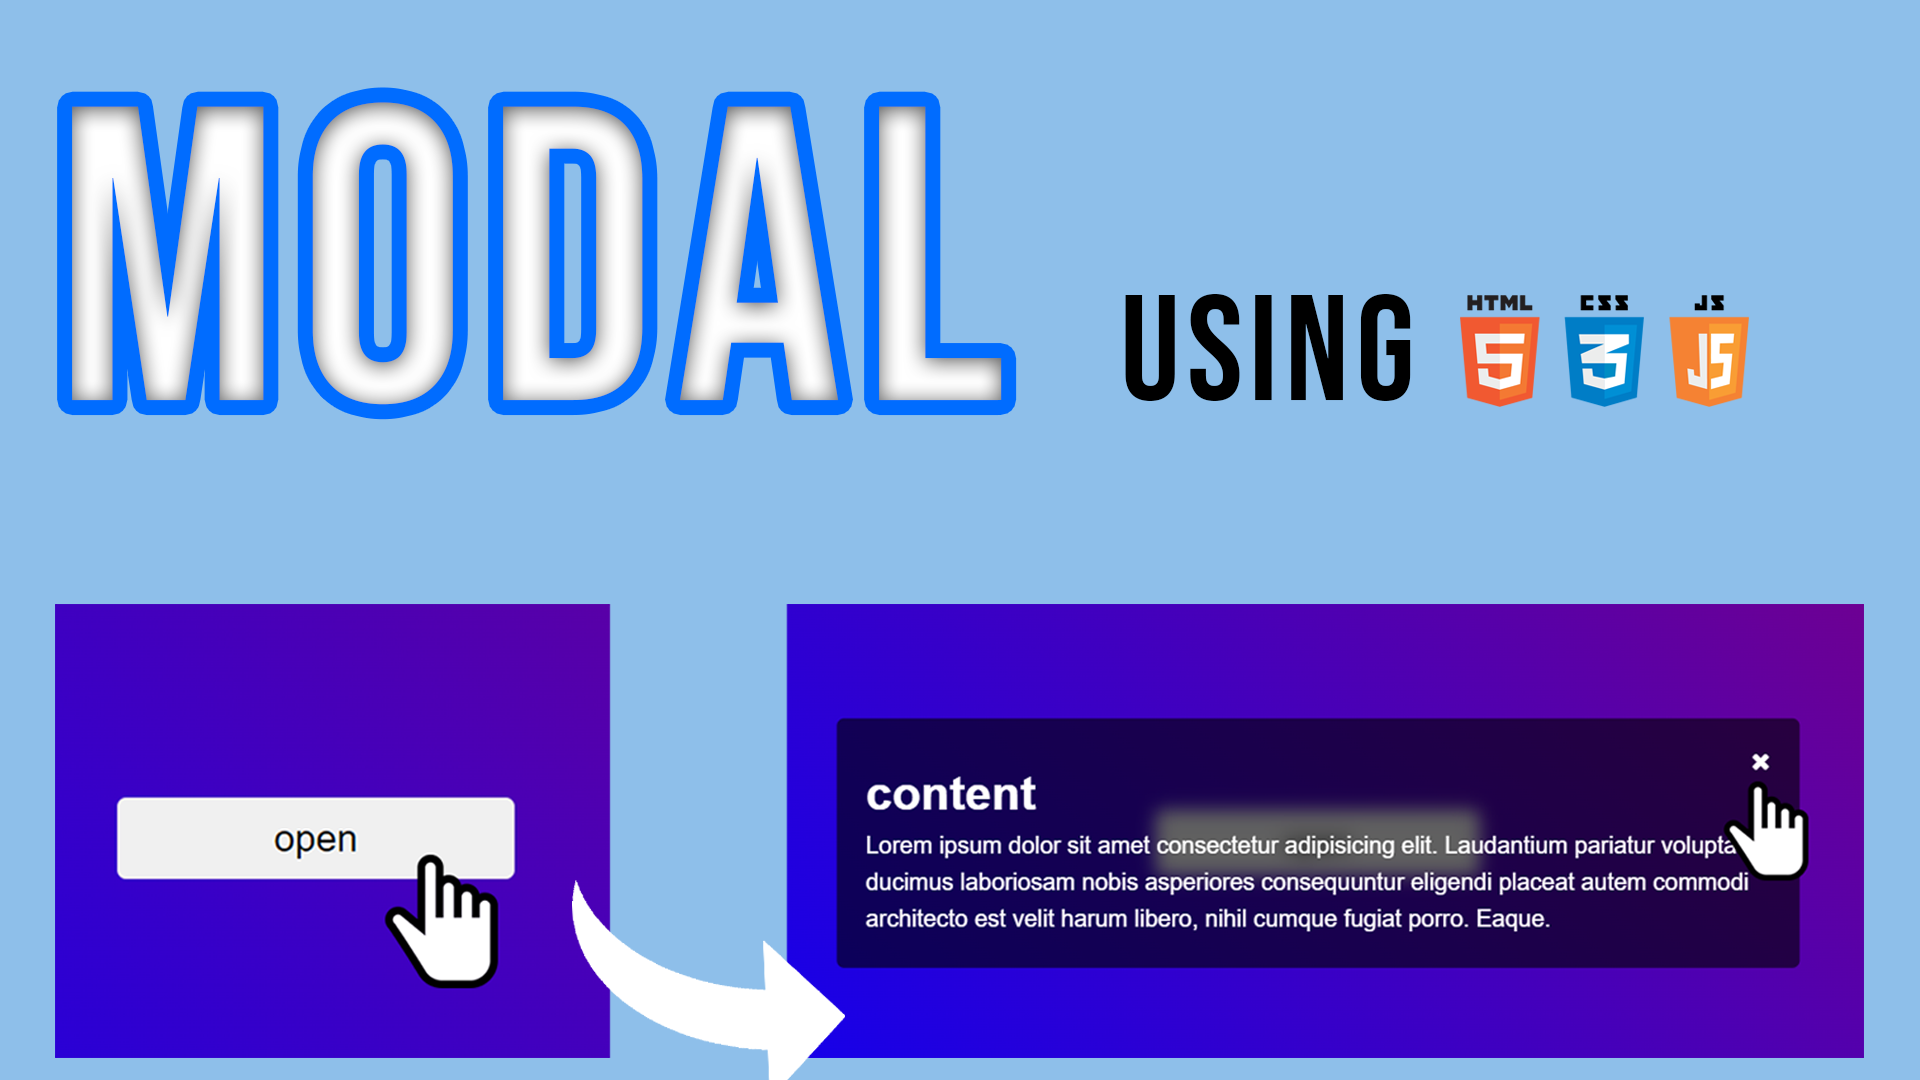 MODAL
USING HTML CSS JS
5 3 JS
open
content
Lorem ipsum dolor sit amet consectetur adipisicing elit. Laudantium pariatur
ducimus laboriosam nobis asperiores consequuntur eligendi placeat autem commodi
architecto est velit harum libero, nihil cumque fugiat porro. Eaque.